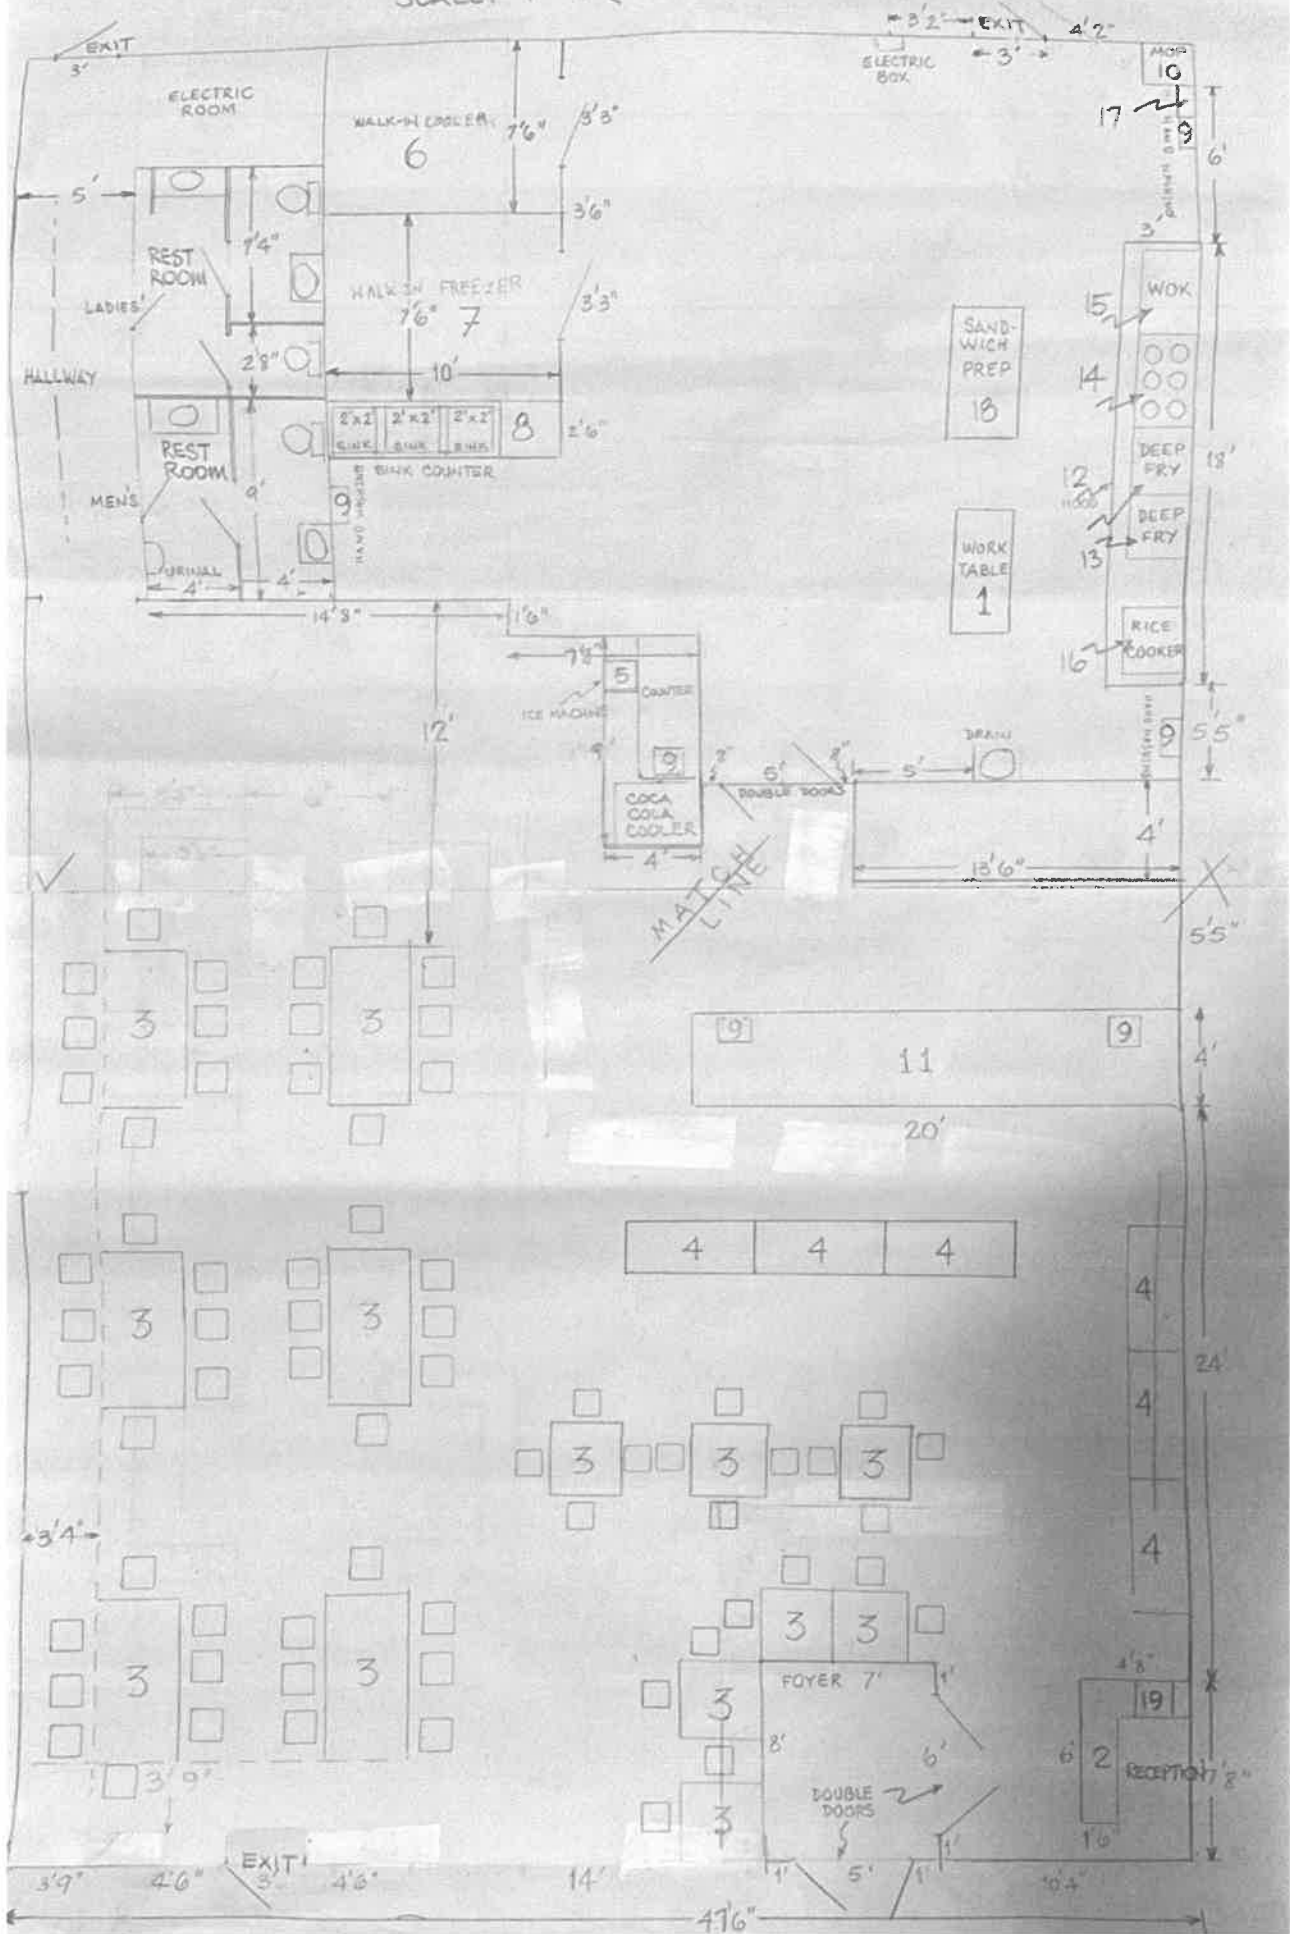 EXIT
3'
3'2"
EXIT
4'2"
3'
ELECTRIC
BOX
MOP
10
17
9
HAND WASHING
6'
ELECTRIC
ROOM
WALK-IN COOLER
6
7'6"
3'3"
5'
3'6"
7'4"
REST
ROOM
LADIES'
WALK IN FREEZER
7
7'6"
3'3"
3'
15
WOK
SAND-
WICH
PREP
18
14
2'8"
HALLWAY
10'
2'x2'
SINK
2'x2'
SINK
2'x2'
SINK
8
2'6"
SINK COUNTER
REST
ROOM
MEN'S
9'
9
HAND WASHING
12
HOOD
DEEP
FRY
18'
DEEP
FRY
13
WORK
TABLE
1
URINAL
4'
4'
14'8"
1'6"
RICE
COOKER
16
5
COUNTER
ICE MACHINE
12'
9
COCA
COLA
COOLER
4'
2"
5'
2"
DOUBLE DOORS
5'
DRAIN
HAND WASHING
9
5'5"
4'
13'6"
MATCH
LINE
5'5"
3
3
9
9
11
4'
20'
4
4
4
4
3
3
4
24'
3
3
3
4
3'4"
3
3
3
3
FOYER 7'
1'
4'8"
19
3
8'
6'
6'
2
RECEPTION
7'8"
3'9"
DOUBLE
DOORS
3
1'6"
EXIT
3'9"
4'6"
3'
4'6"
14'
1'
5'
1'
1'
10'4"
47'6"